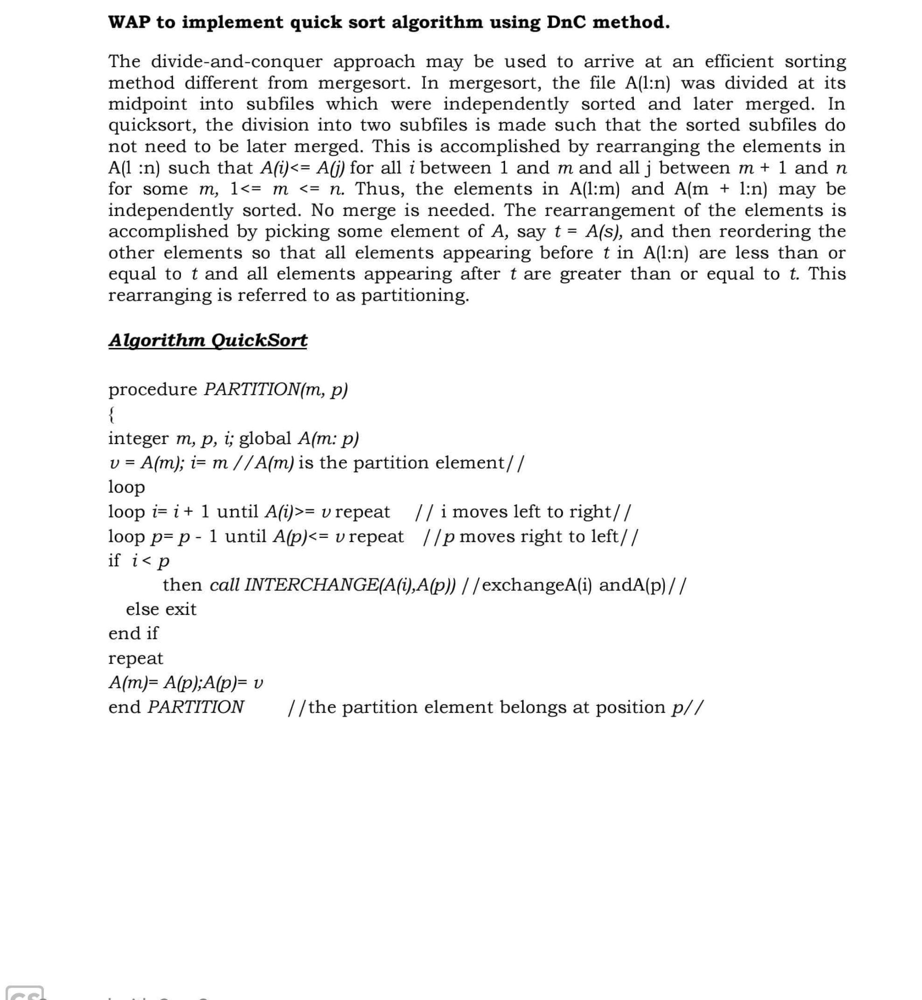 WAP to implement quick sort algorithm using DnC method.
The divide-and-conquer approach may be used to arrive at an efficient sorting
method different from mergesort. In mergesort, the file A(l:n) was divided at its
midpoint into subfiles which were independently sorted and later merged. In
quicksort, the division into two subfiles is made such that the sorted subfiles do
not need to be later merged. This is accomplished by rearranging the elements in
A(l :n) such that A(i)<= A(j) for all i between 1 and m and all j between m + 1 and n
for some m, 1<= m <= n. Thus, the elements in A(l:m) and A(m + l:n) may be
independently sorted. No merge is needed. The rearrangement of the elements is
accomplished by picking some element of A, say t = A(s), and then reordering the
other elements so that all elements appearing before t in A(l:n) are less than or
equal to t and all elements appearing after t are greater than or equal to t. This
rearranging is referred to as partitioning.
Algorithm QuickSort
procedure PARTITION(m, p)
{
integer m, p, i; global A(m: p)
v = A(m); i= m //A(m) is the partition element//
loop
loop i= i + 1 until A(i)>= v repeat // i moves left to right//
loop p= p - 1 until A(p)<= v repeat //p moves right to left//
if i < p
then call INTERCHANGE(A(i),A(p)) //exchangeA(i) andA(p)//
else exit
end if
repeat
A(m)= A(p);A(p)= v
end PARTITION //the partition element belongs at position p//
CS